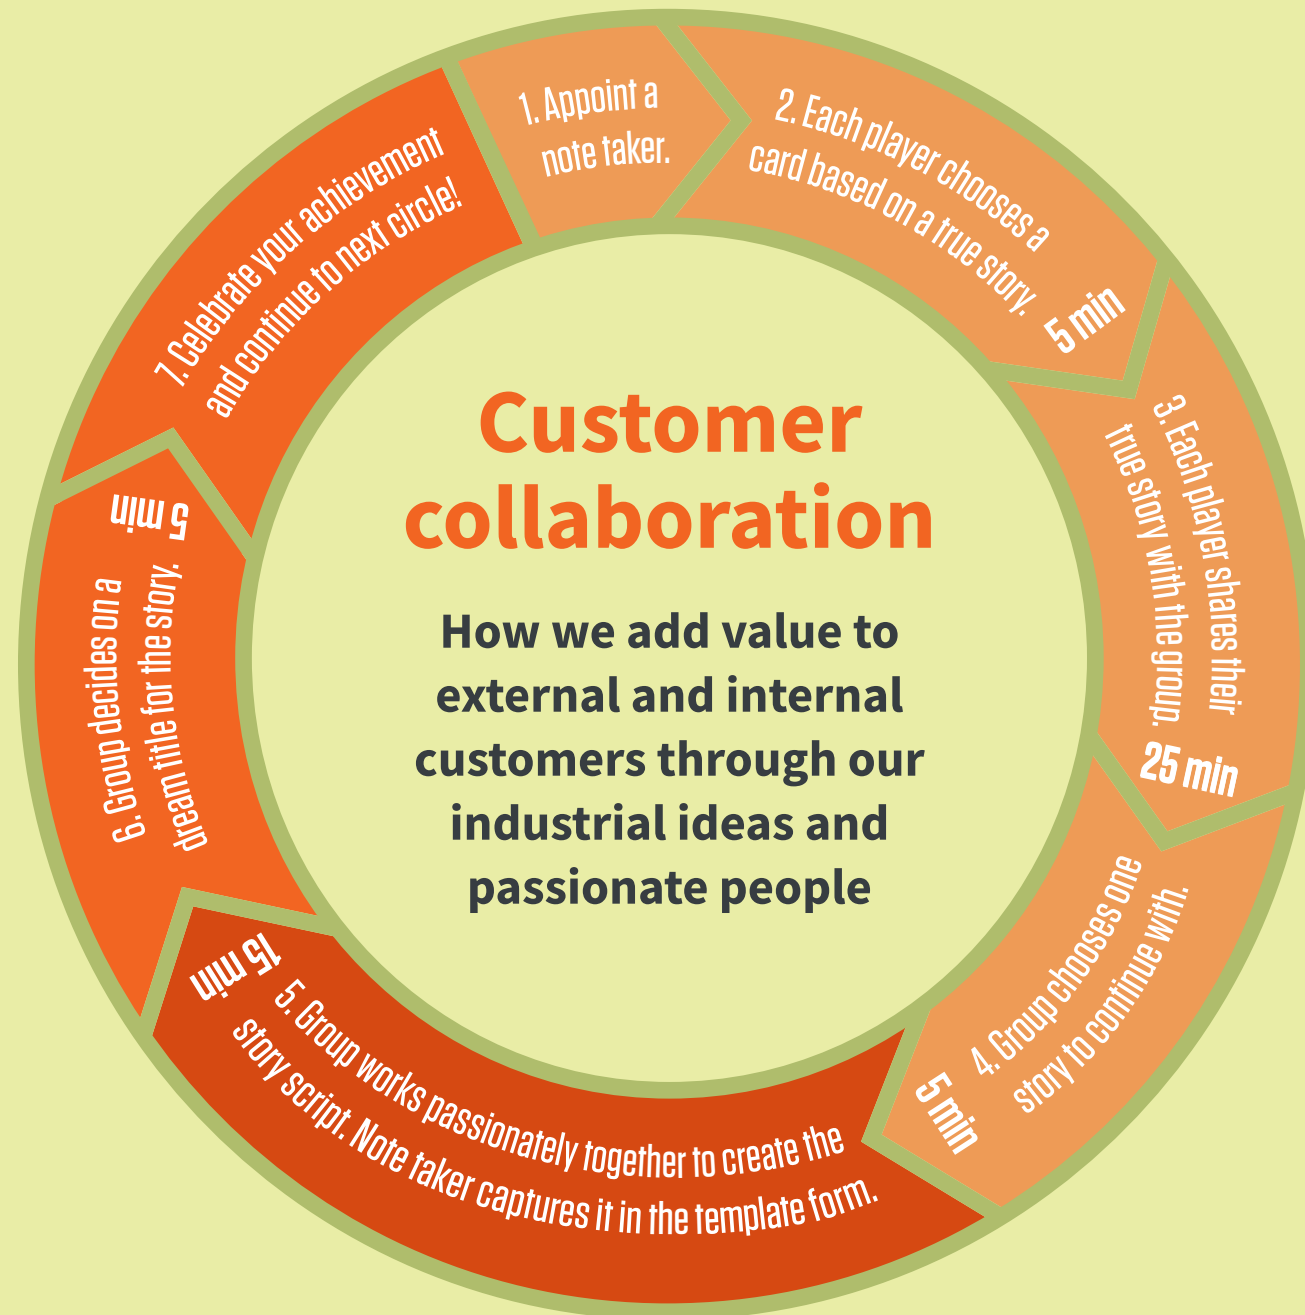 Customer
collaboration
How we add value to
external and internal
customers through our
industrial ideas and
passionate people
1. Appoint a
note taker.
2. Each player chooses a
card based on a true story.
5 min
3. Each player shares their
true story with the group.
25 min
4. Group chooses one
story to continue with.
5 min
5. Group works passionately together to create the
story script. Note taker captures it in the template form.
15 min
6. Group decides on a
dream title for the story.
5 min
7. Celebrate your achievement
and continue to next circle!